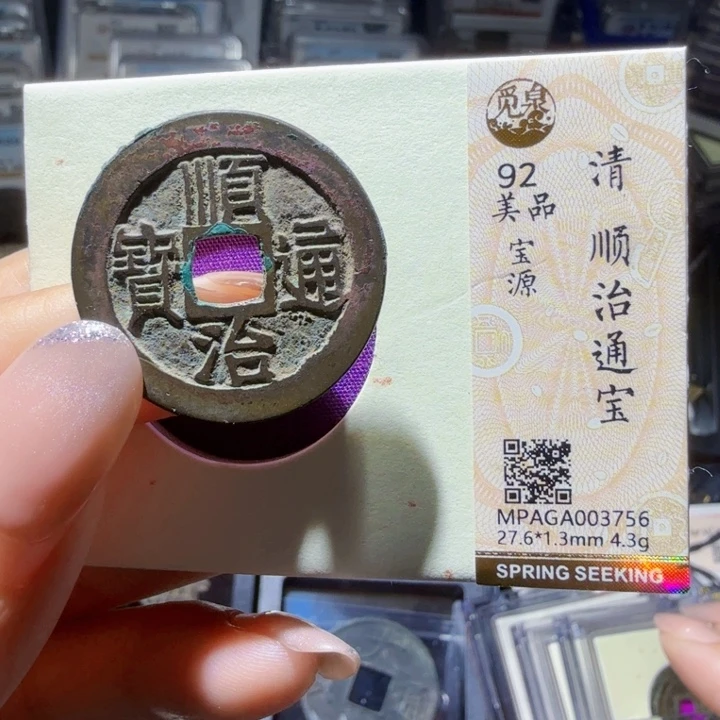 順
治
通
寶
觅泉
92
美品
宝源
清 顺治通宝
MPAGA003756
27.6*1.3mm 4.3g
SPRING SEEKING